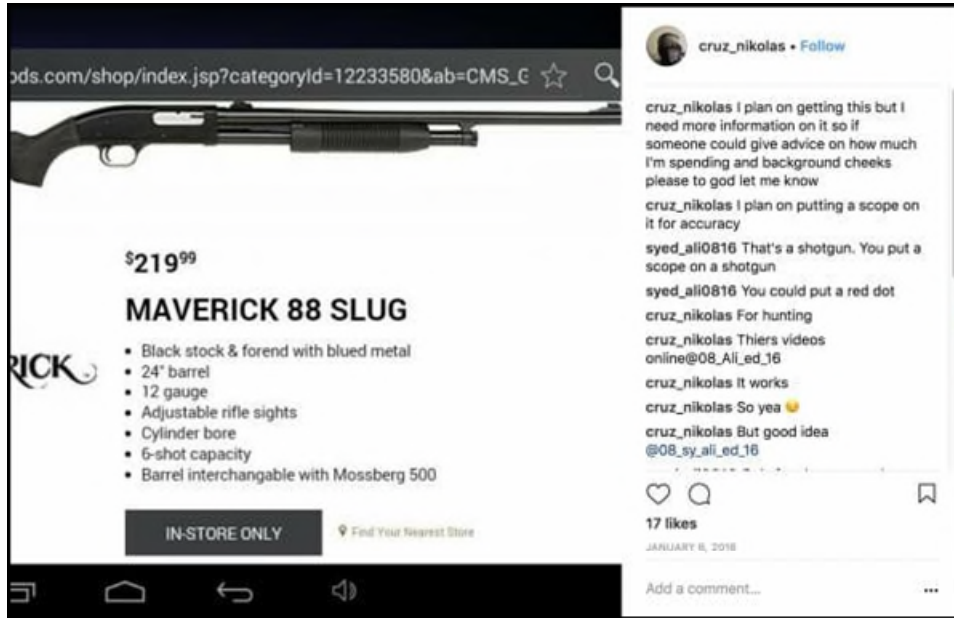 ods.com/shop/index.jsp?categoryId=12233580&ab=CMS_G
$219⁹⁹
MAVERICK 88 SLUG
RICK
• Black stock & forend with blued metal
• 24" barrel
• 12 gauge
• Adjustable rifle sights
• Cylinder bore
• 6-shot capacity
• Barrel interchangable with Mossberg 500
IN-STORE ONLY
Find Your Nearest Store
cruz_nikolas • Follow
cruz_nikolas I plan on getting this but I
need more information on it so if
someone could give advice on how much
I'm spending and background cheeks
please to god let me know
cruz_nikolas I plan on putting a scope on
it for accuracy
syed_ali0816 That's a shotgun. You put a
scope on a shotgun
syed_ali0816 You could put a red dot
cruz_nikolas For hunting
cruz_nikolas Thiers videos
online@08_Ali_ed_16
cruz_nikolas It works
cruz_nikolas So yea 😏
cruz_nikolas But good idea
@08_sy_ali_ed_16
17 likes
Add a comment...